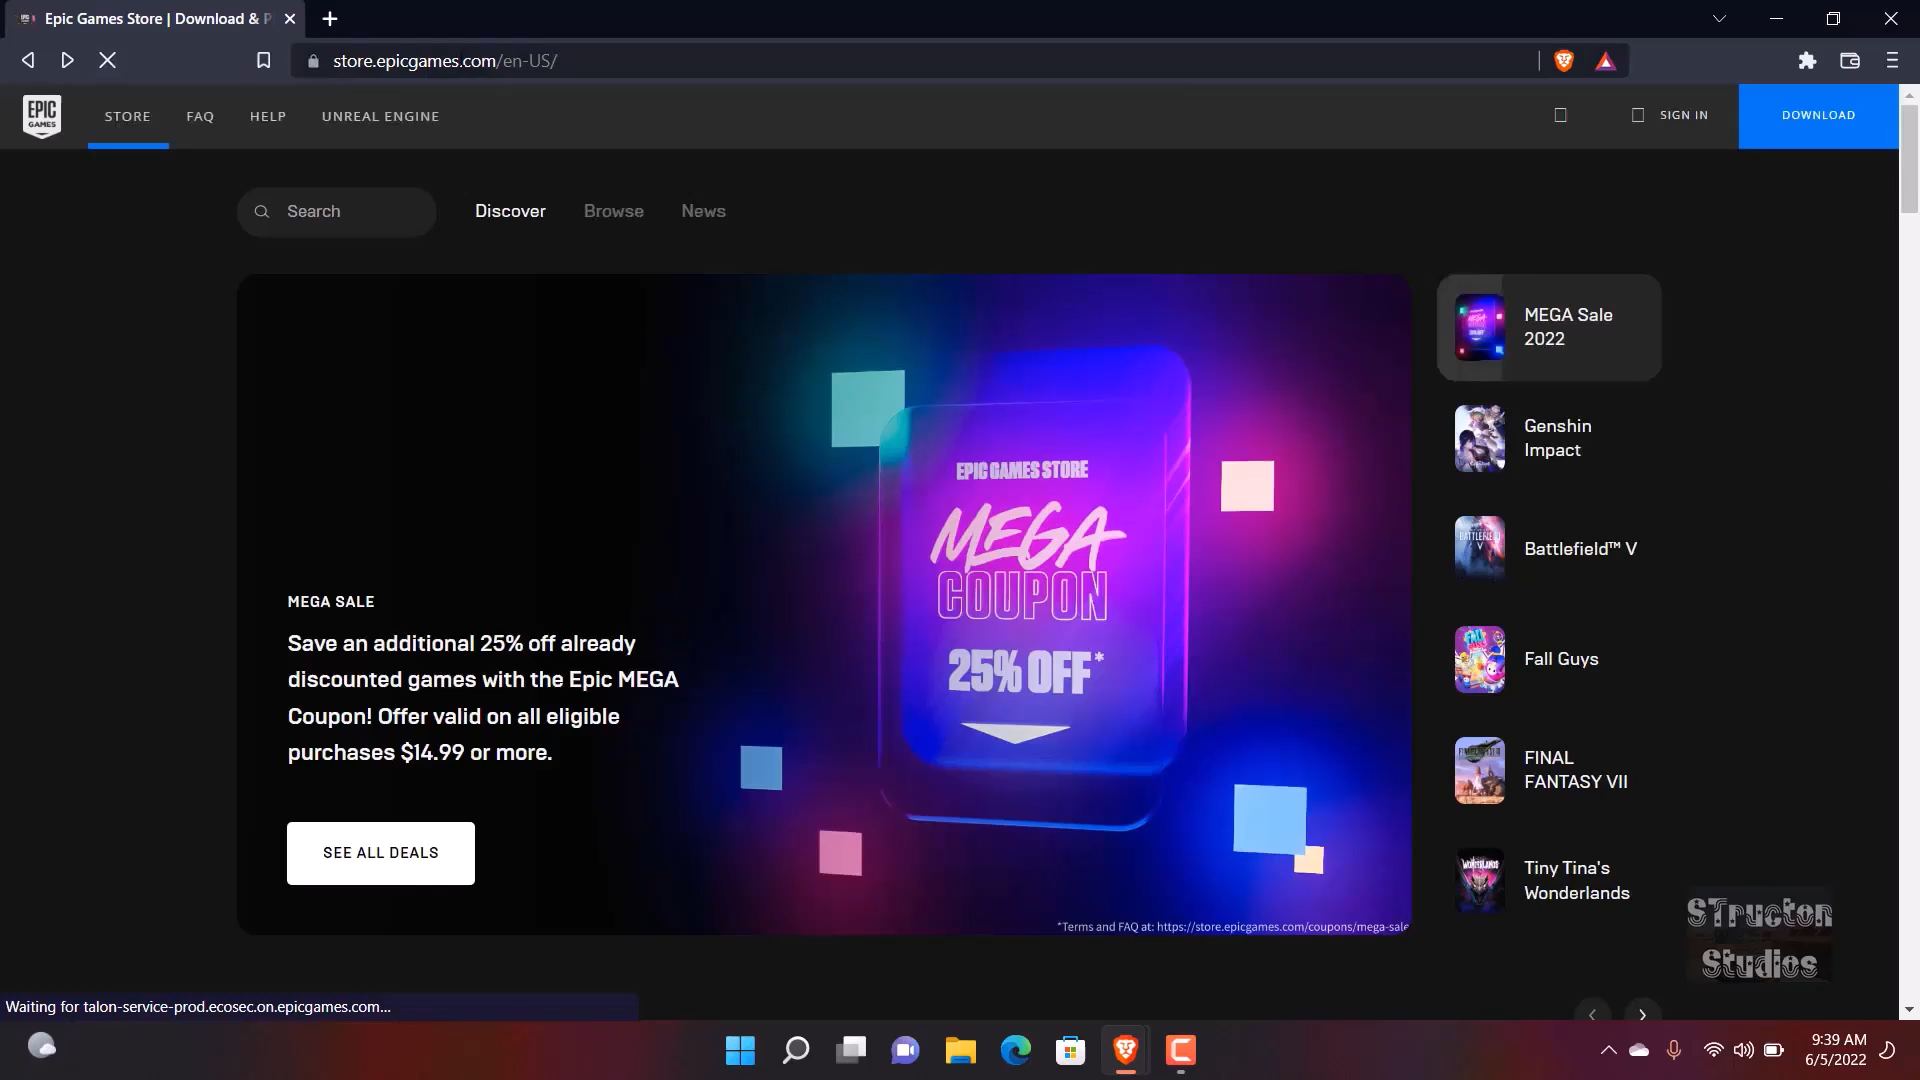 Epic Games Store | Download & P
store.epicgames.com/en-US/
EPIC
GAMES
STORE
FAQ
HELP
UNREAL ENGINE
SIGN IN
DOWNLOAD
Search
Discover
Browse
News
EPIC GAMES STORE
MEGA
COUPON
25% OFF*
MEGA SALE
Save an additional 25% off already
discounted games with the Epic MEGA
Coupon! Offer valid on all eligible
purchases $14.99 or more.
SEE ALL DEALS
*Terms and FAQ at: https://store.epicgames.com/coupons/mega-sale
MEGA Sale
2022
Genshin
Impact
BATTLEFIELD
V
Battlefield™ V
FALL
Fall Guys
FINAL
FANTASY VII
WONDERLANDS
Tiny Tina's
Wonderlands
STructon
Studios
Waiting for talon-service-prod.ecosec.on.epicgames.com...
9:39 AM
6/5/2022